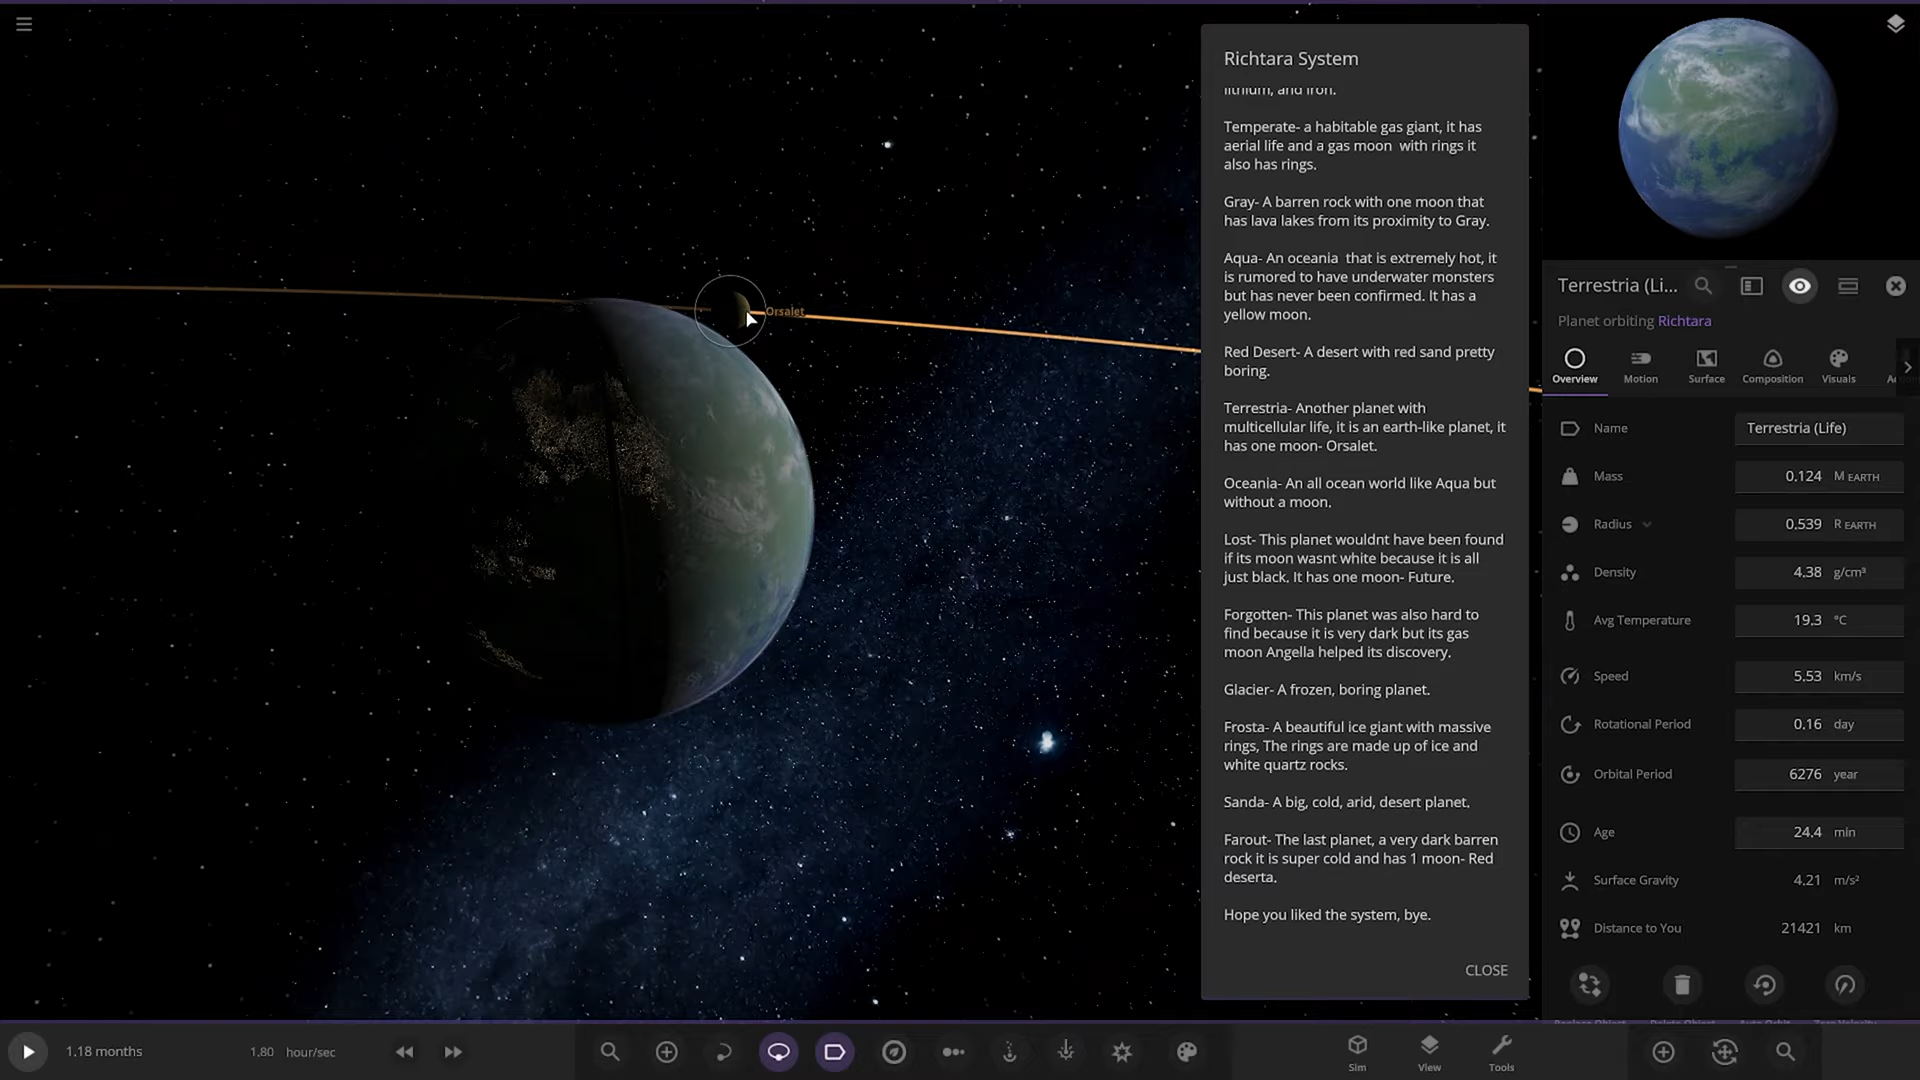 Richtara System
lithium, and iron.
Temperate- a habitable gas giant, it has
aerial life and a gas moon  with rings it
also has rings.
Gray- A barren rock with one moon that
has lava lakes from its proximity to Gray.
Aqua- An oceania  that is extremely hot, it
is rumored to have underwater monsters
but has never been confirmed. It has a
yellow moon.
Red Desert- A desert with red sand pretty
boring.
Terrestria- Another planet with
multicellular life, it is an earth-like planet, it
has one moon- Orsalet.
Oceania- An all ocean world like Aqua but
without a moon.
Lost- This planet wouldnt have been found
if its moon wasnt white because it is all
just black. It has one moon- Future.
Forgotten- This planet was also hard to
find because it is very dark but its gas
moon Angella helped its discovery.
Glacier- A frozen, boring planet.
Frosta- A beautiful ice giant with massive
rings, The rings are made up of ice and
white quartz rocks.
Sanda- A big, cold, arid, desert planet.
Farout- The last planet, a very dark barren
rock it is super cold and has 1 moon- Red
deserta.
Hope you liked the system, bye.
CLOSE
Orsalet
Terrestria (Li...
Planet orbiting Richtara
Overview Motion Surface Composition Visuals
Name Terrestria (Life)
Mass 0.124 M EARTH
Radius 0.539 R EARTH
Density 4.38 g/cm³
Avg Temperature 19.3 °C
Speed 5.53 km/s
Rotational Period 0.16 day
Orbital Period 6276 year
Age 24.4 min
Surface Gravity 4.21 m/s²
Distance to You 21421 km
1.18 months 1.80 hour/sec
Sim View Tools